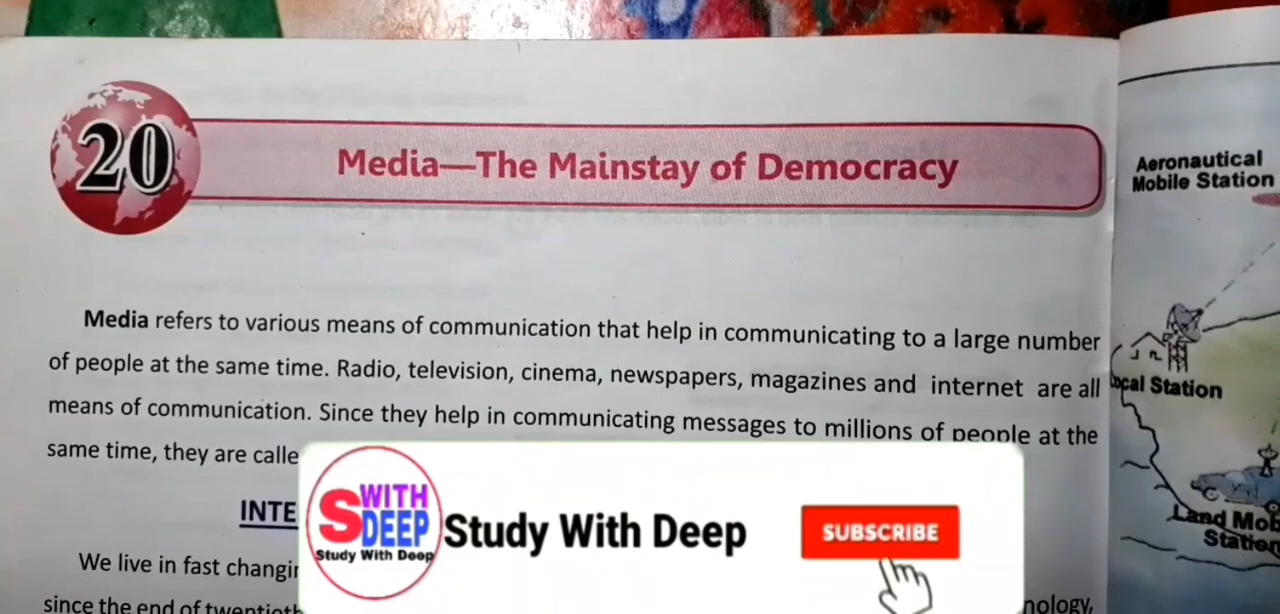 20
Media—The Mainstay of Democracy
Media refers to various means of communication that help in communicating to a large number
of people at the same time. Radio, television, cinema, newspapers, magazines and internet are all
means of communication. Since they help in communicating messages to millions of people at the
same time, they are calle
INTE
We live in fast changin
since the end of twentieth
nology,
Aeronautical
Mobile Station
Local Station
Land Mob
Station
S WITH
DEEP
Study With Deep
Study With Deep
SUBSCRIBE